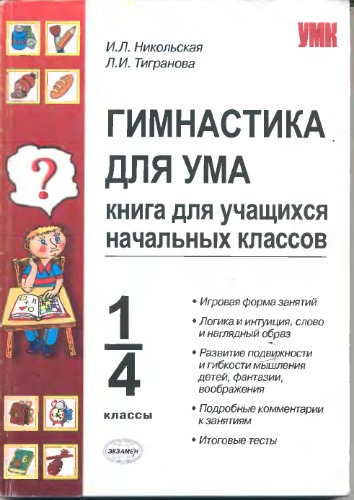 И.Л. Никольская
Л.И. Тигранова
УМК
ГИМНАСТИКА
ДЛЯ УМА
книга для учащихся
начальных классов
?
1/4
классы
• Игровая форма занятий
• Логика и интуиция, слово
и наглядный образ
• Развитие подвижности
и гибкости мышления
детей, фантазии,
воображения
• Подробные комментарии
к занятиям
• Итоговые тесты
ЭКЗАМЕН